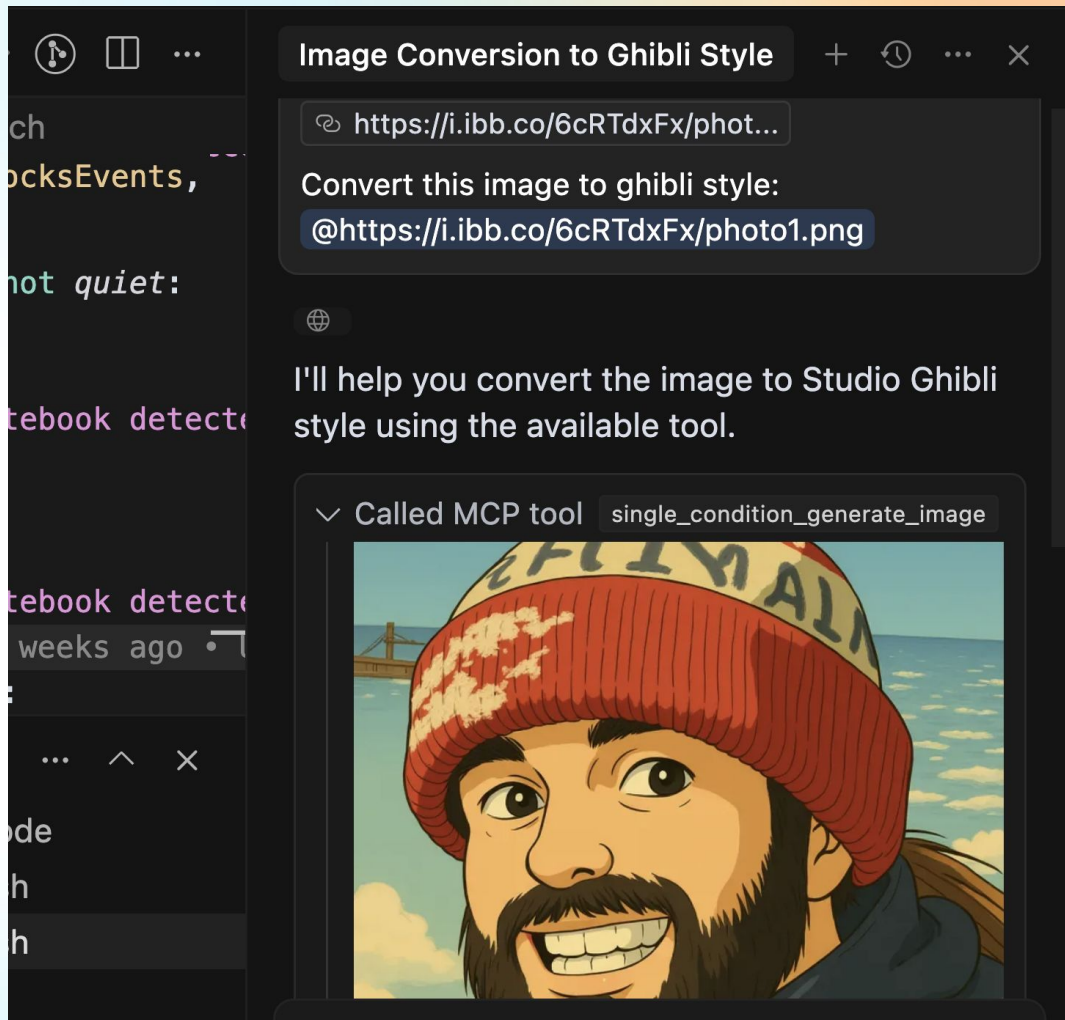 Image Conversion to Ghibli Style
ch
ocksEvents,
not quiet:
tebook detecte
tebook detecte
weeks ago •
:
ode
h
h
https://i.ibb.co/6cRTdxFx/phot...
Convert this image to ghibli style:
@https://i.ibb.co/6cRTdxFx/photo1.png
I'll help you convert the image to Studio Ghibli
style using the available tool.
Called MCP tool single_condition_generate_image